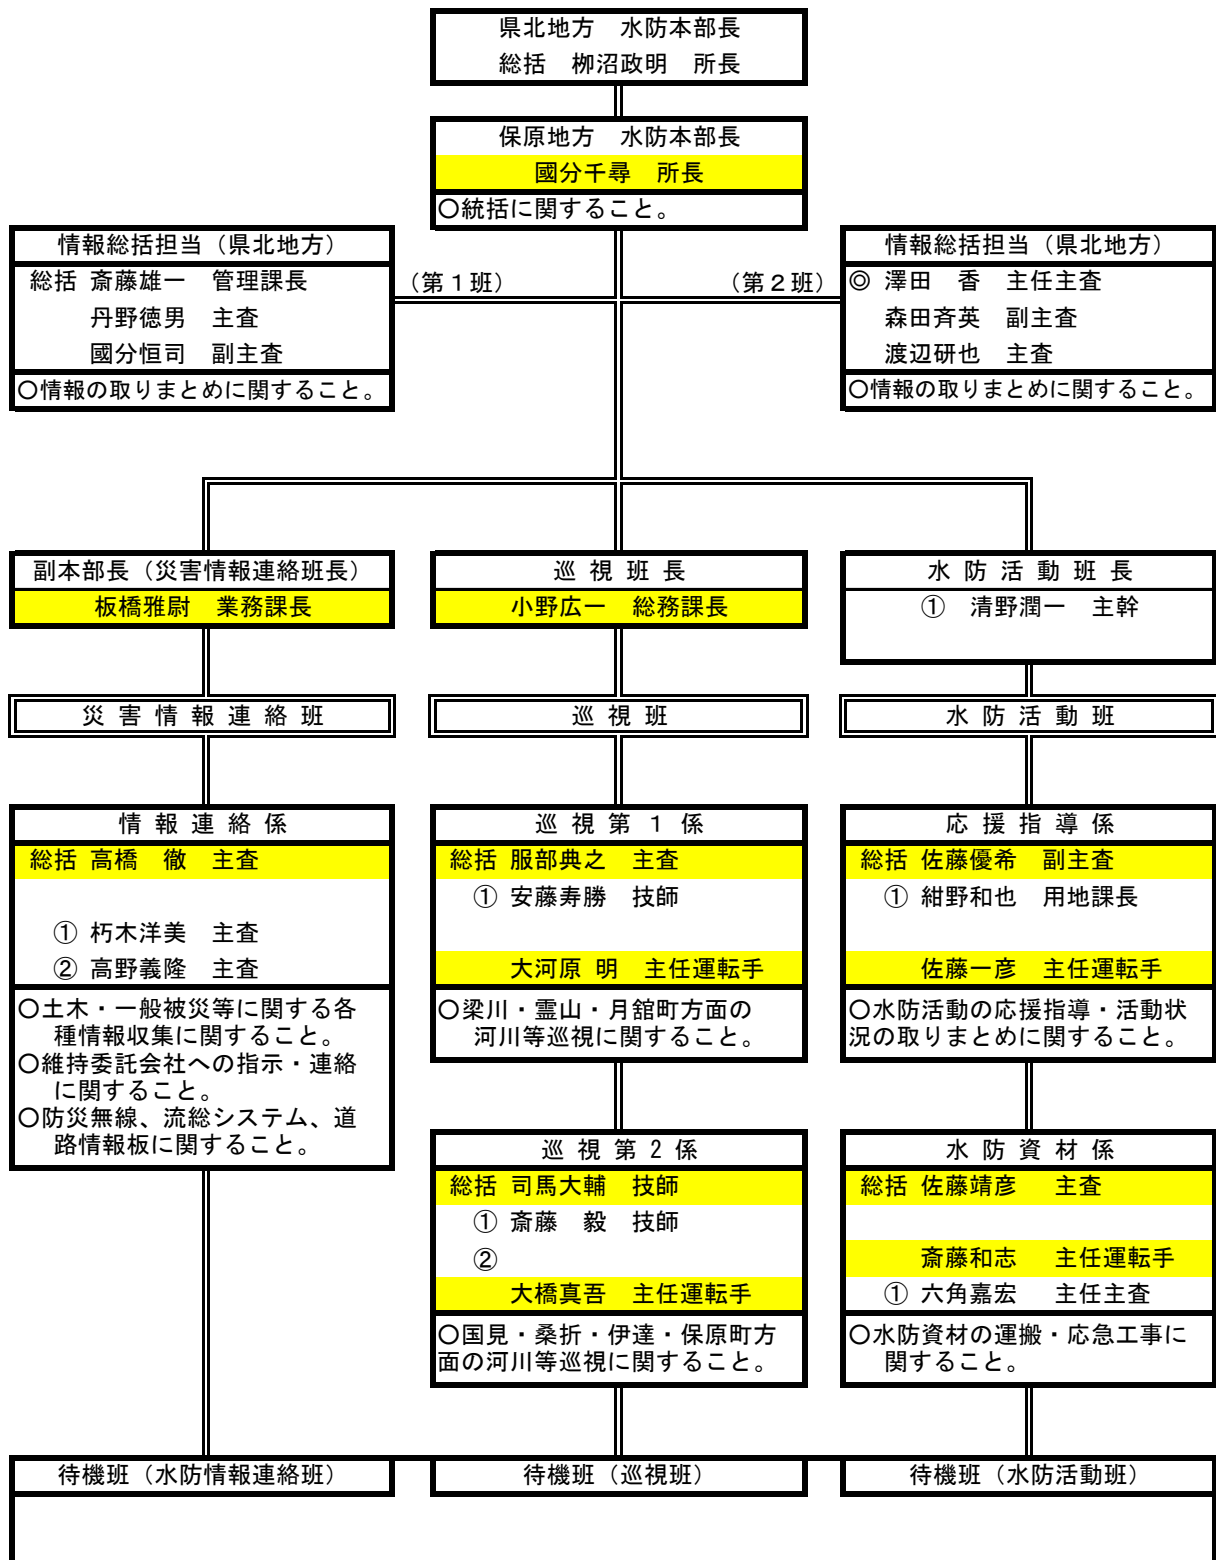 県北地方　水防本部長
総括　柳沼政明　所長
保原地方　水防本部長
國分千尋　所長
〇統括に関すること。
情報総括担当（県北地方）
総括 斎藤雄一　管理課長
丹野徳男　主査
國分恒司　副主査
〇情報の取りまとめに関すること。
（第１班）
（第２班）
情報総括担当（県北地方）
◎ 澤田　香　主任主査
森田斉英　副主査
渡辺研也　主査
〇情報の取りまとめに関すること。
副本部長（災害情報連絡班長）
板橋雅尉　業務課長
災 害 情 報 連 絡 班
情 報 連 絡 係
総括 高橋　徹　主査
① 朽木洋美　主査
② 高野義隆　主査
〇土木・一般被災等に関する各
種情報収集に関すること。
〇維持委託会社への指示・連絡
に関すること。
〇防災無線、流総システム、道
路情報板に関すること。
巡 視 班 長
小野広一　総務課長
巡 視 班
巡 視 第 １ 係
総括 服部典之　主査
① 安藤寿勝　技師
大河原 明　主任運転手
〇梁川・霊山・月舘町方面の
河川等巡視に関すること。
巡 視 第 2 係
総括 司馬大輔　技師
① 斎藤　毅　技師
②
大橋真吾　主任運転手
〇国見・桑折・伊達・保原町方
面の河川等巡視に関すること。
水 防 活 動 班 長
①　清野潤一　主幹
水 防 活 動 班
応 援 指 導 係
総括 佐藤優希　副主査
① 紺野和也　用地課長
佐藤一彦　主任運転手
〇水防活動の応援指導・活動状
況の取りまとめに関すること。
水 防 資 材 係
総括 佐藤靖彦　主査
斎藤和志　主任運転手
① 六角嘉宏　主任主査
〇水防資材の運搬・応急工事に
関すること。
待機班（水防情報連絡班）
待機班（巡視班）
待機班（水防活動班）